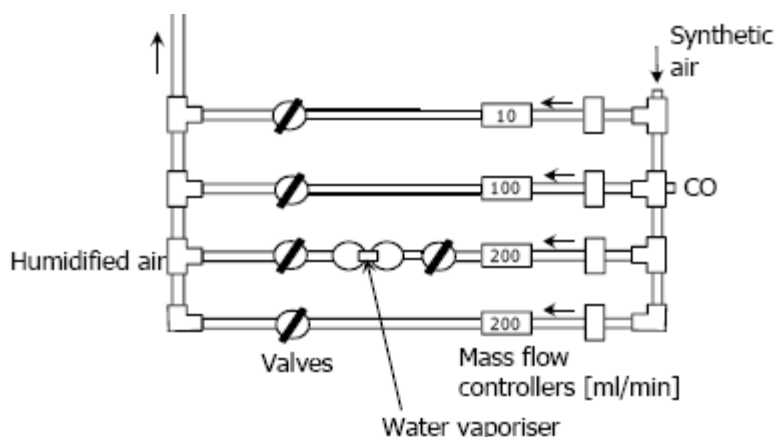 Synthetic
air
10
100
CO
200
Humidified air
200
Valves
Mass flow
controllers [ml/min]
Water vaporiser